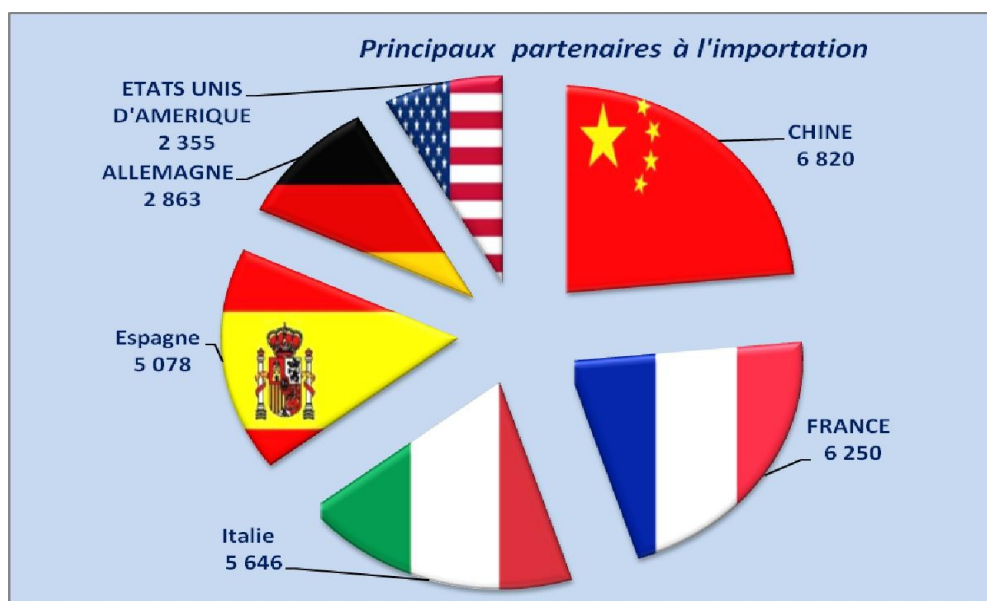 Principaux partenaires à l'importation
ETATS UNIS
D'AMERIQUE
2 355
ALLEMAGNE
2 863
CHINE
6 820
Espagne
5 078
FRANCE
6 250
Italie
5 646